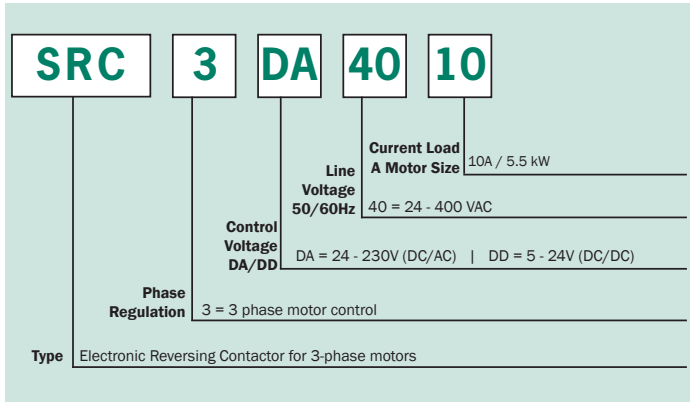 SRC 3 DA 40 10
Current Load
A Motor Size 10A / 5.5 kW
Line
Voltage
50/60Hz 40 = 24 - 400 VAC
Control
Voltage
DA/DD DA = 24 - 230V (DC/AC) | DD = 5 - 24V (DC/DC)
Phase
Regulation 3 = 3 phase motor control
Type Electronic Reversing Contactor for 3-phase motors